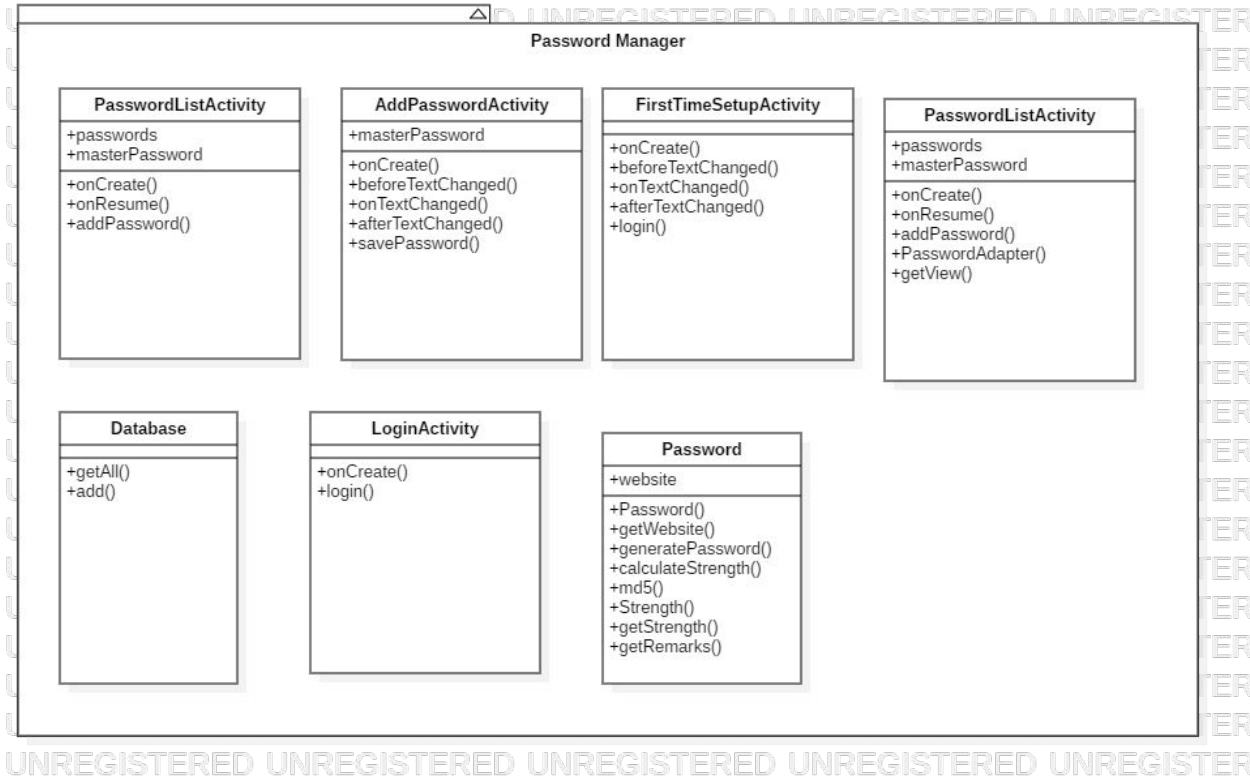 Password Manager
PasswordListActivity
+passwords
+masterPassword
+onCreate()
+onResume()
+addPassword()
AddPasswordActivity
+masterPassword
+onCreate()
+beforeTextChanged()
+onTextChanged()
+afterTextChanged()
+savePassword()
FirstTimeSetupActivity
+onCreate()
+beforeTextChanged()
+onTextChanged()
+afterTextChanged()
+login()
PasswordListActivity
+passwords
+masterPassword
+onCreate()
+onResume()
+addPassword()
+PasswordAdapter()
+getView()
Database
+getAll()
+add()
LoginActivity
+onCreate()
+login()
Password
+website
+Password()
+getWebsite()
+generatePassword()
+calculateStrength()
+md5()
+Strength()
+getStrength()
+getRemarks()
UNREGISTERED UNREGISTERED UNREGISTERED UNREGISTERED UNREGISTER